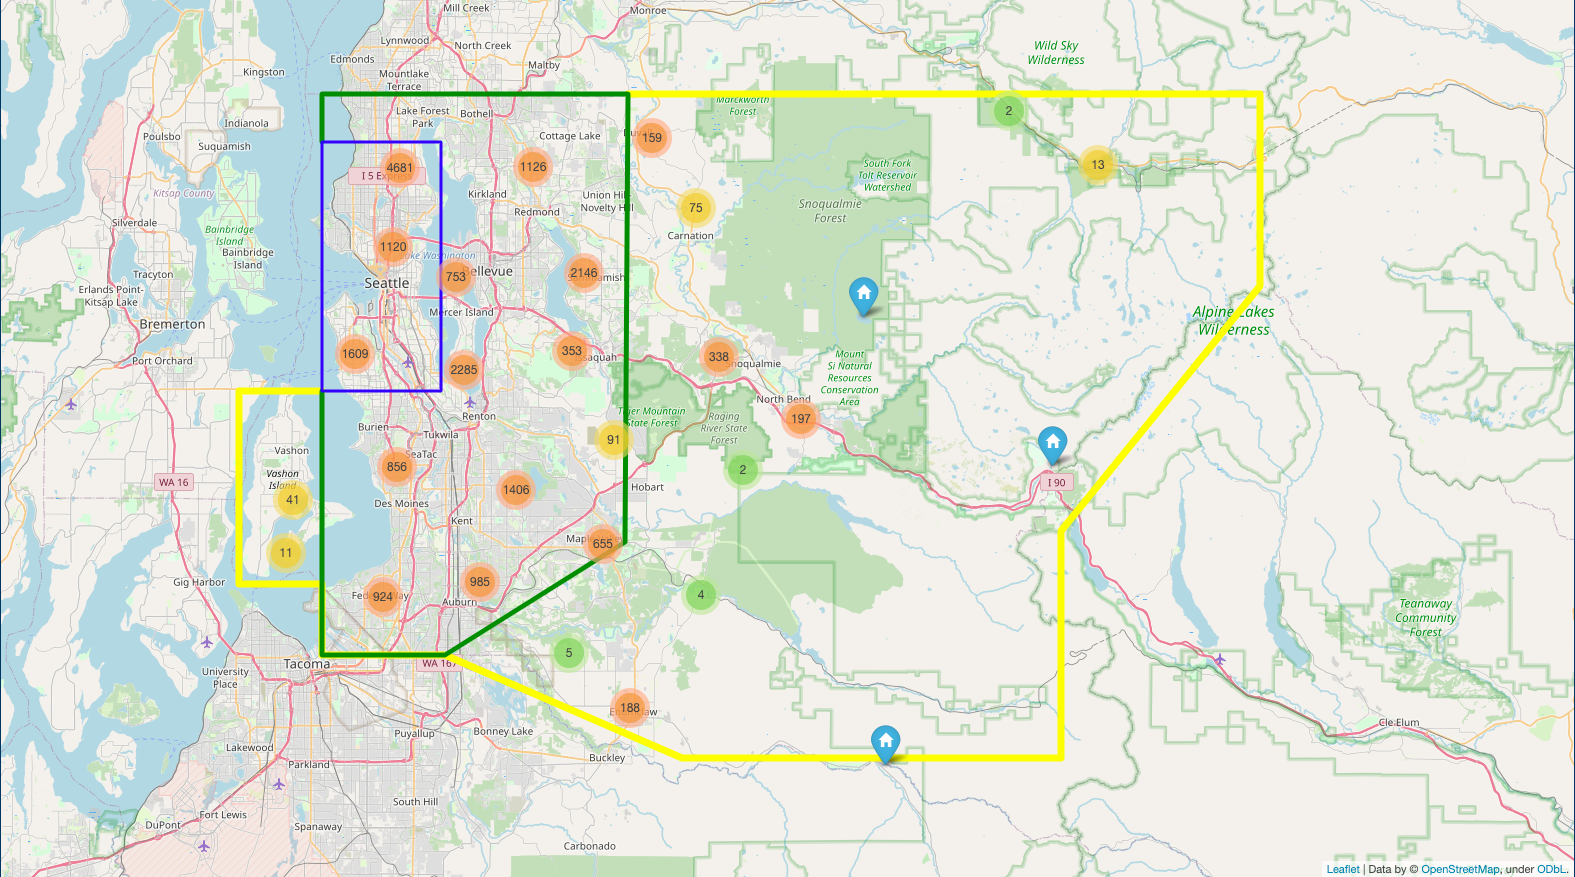 Mill Creek
Monroe
Lynnwood
North Creek
Edmonds
Wild Sky
Wilderness
Maltby
Kingston
Mountlake
Terrace
Marckworth
Forest
Lake Forest
Park
Bothell
2
Indianola
Poulsbo
Cottage Lake
159
Suquamish
4681
1126
13
I 5 Exp
South Fork
Tolt Reservoir
Watershed
Kitsap County
Kirkland
Union Hill
Novelty Hill
75
Snoqualmie
Forest
Silverdale
Redmond
Bainbridge
Island
Carnation
1120
Bainbridge
Island
Lake Washington
Tracyton
753
ellevue
2146
mish
Seattle
Erlands Point-
Kitsap Lake
Mercer Island
Alpine Lakes
Wilderness
Bremerton
1609
353
quah
338
noqualmie
Port Orchard
2285
Mount
Si Natural
Resources
Conservation
Area
North Bend
Tiger Mountain
State Forest
Raging
River State
Forest
197
Renton
Burien
Tukwila
91
Vashon
SeaTac
Vashon
Island
856
2
WA 16
I 90
Hobart
41
1406
Des Moines
Kent
11
Map
655
Gig Harbor
985
924
Fed
ay
Auburn
4
Teanaway
Community
Forest
5
Tacoma
WA 167
University
Place
188
En
aw
Cle Elum
Puyallup
Bonney Lake
Lakewood
Buckley
Parkland
South Hill
Fort Lewis
DuPont
Spanaway
Carbonado
Leaflet | Data by © OpenStreetMap, under ODbL.